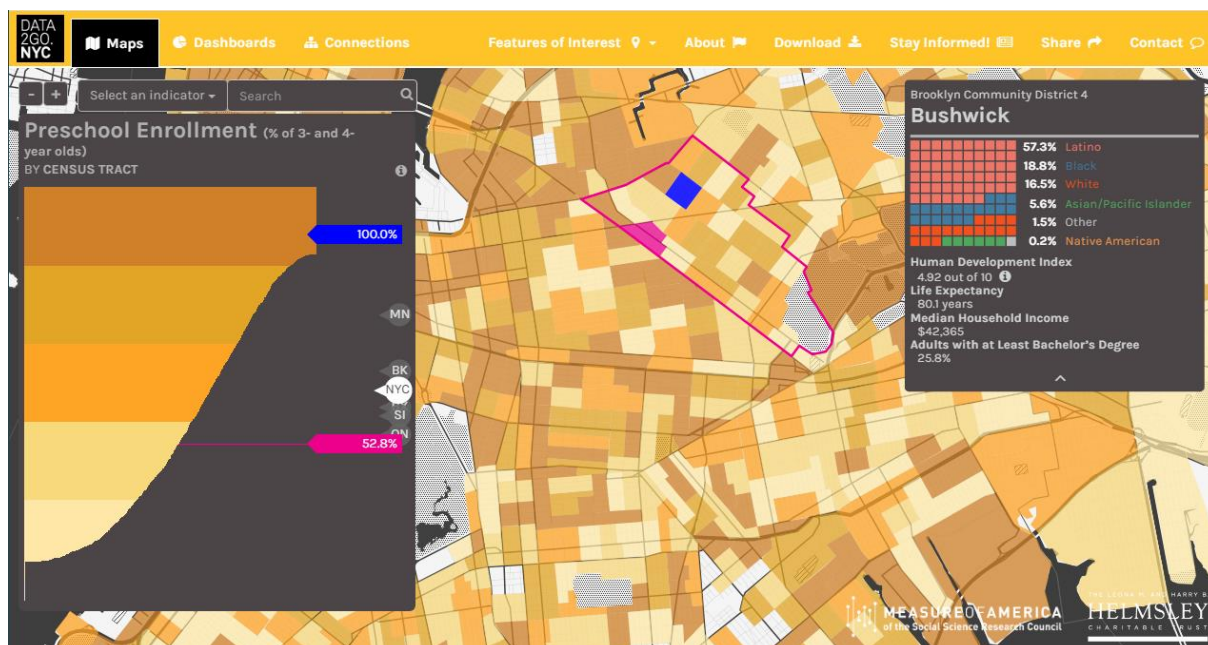 DATA
2GO.
NYC
Maps
Dashboards
Connections
Features of Interest
About
Download
Stay Informed!
Share
Contact
- +
Select an indicator
Search
Preschool Enrollment (% of 3- and 4-
year olds)
BY CENSUS TRACT
100.0%
MN
BK
NYC
SI
QN
52.8%
Brooklyn Community District 4
Bushwick
57.3% Latino
18.8% Black
16.5% White
5.6% Asian/Pacific Islander
1.5% Other
0.2% Native American
Human Development Index
4.92 out of 10
Life Expectancy
80.1 years
Median Household Income
$42,365
Adults with at Least Bachelor's Degree
25.8%
MEASURE OF AMERICA
of the Social Science Research Council
THE LEONA M. AND HARRY B.
HELMSLEY
CHARITABLE TRUST